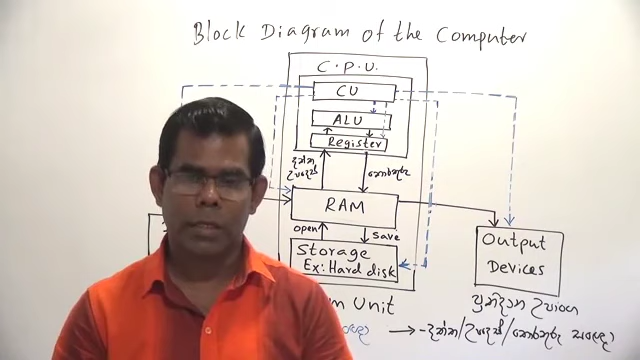 Block Diagram of the Computer
C.P.U.
CU
ALU
Register
දත්ත
උපදෙස්
තොරතුරු
RAM
open
save
Storage
Ex: Hard disk
Output
Devices
ප්‍රතිදාන උපාංග
Unit
-දත්ත/උපදෙස්/තොරතුරු